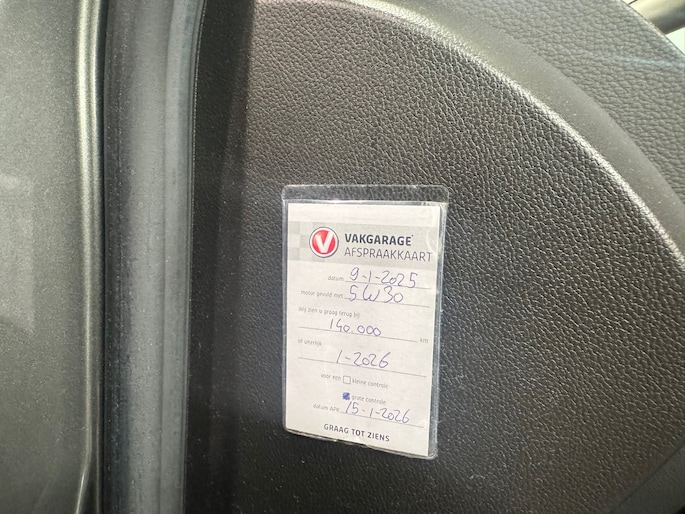 V VAKGARAGE
AFSPRAAKKAART
datum 9-1-2025
motor gevuld met 5W30
Wij zien u graag terug bij:
140.000 km
of uiterlijk
1-2026
voor een kleine controle
grote controle
datum APK 15-1-2026
GRAAG TOT ZIENS